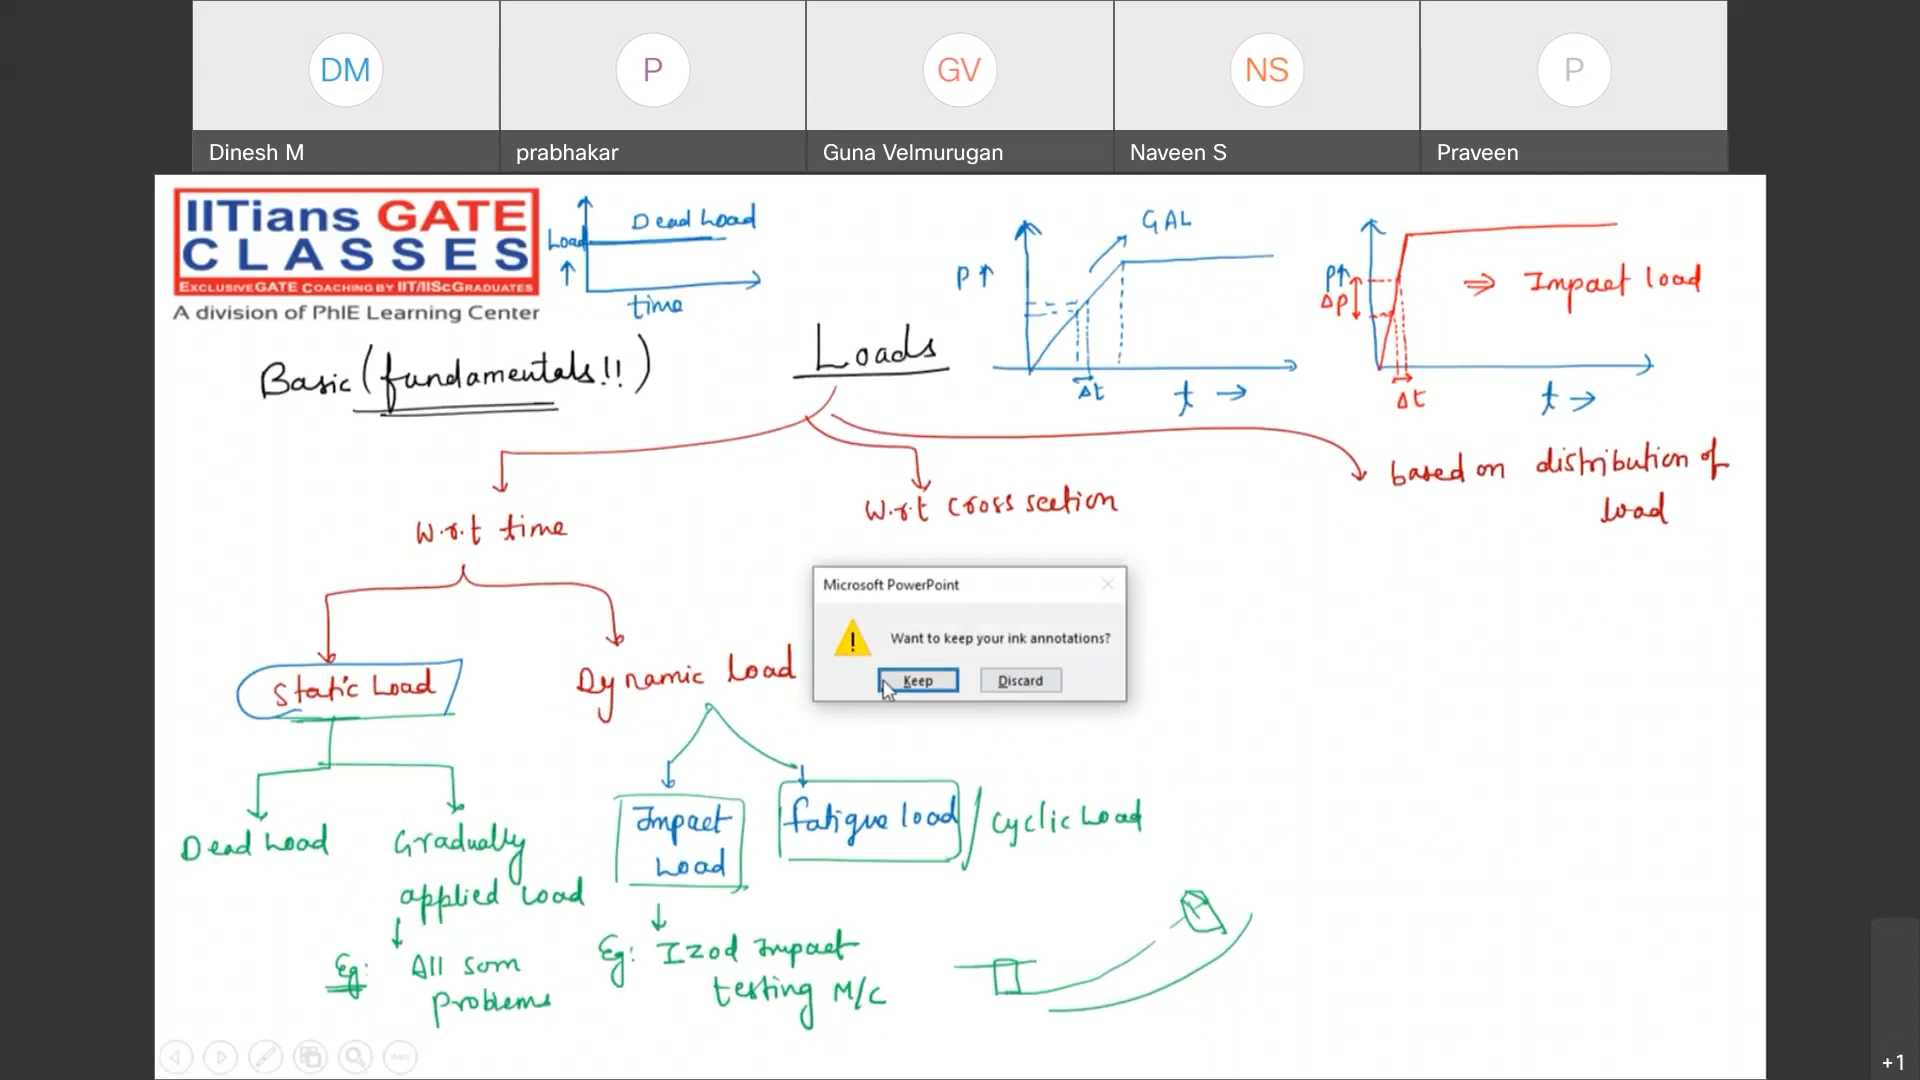 DM
P
GV
NS
P
Dinesh M
prabhakar
Guna Velmurugan
Naveen S
Praveen
IITians GATE
CLASSES
EXCLUSIVE GATE COACHING BY IIT/IISc GRADUATES
A division of PhIE Learning Center
Load
↑
Dead Load
time
P ↑
GAL
Δt
t →
P↑
ΔP
⇒ Impact load
Δt
t →
Basic (fundamentals!!)
Loads
W.r.t time
W.r.t cross section
based on distribution of
load
Static Load
Dynamic Load
Microsoft PowerPoint
Want to keep your ink annotations?
Keep
Discard
Dead Load
Gradually
applied Load
Eg: All som
problems
Impact
Load
fatigue load / cyclic Load
Eg: Izod Impact
testing M/C
+1